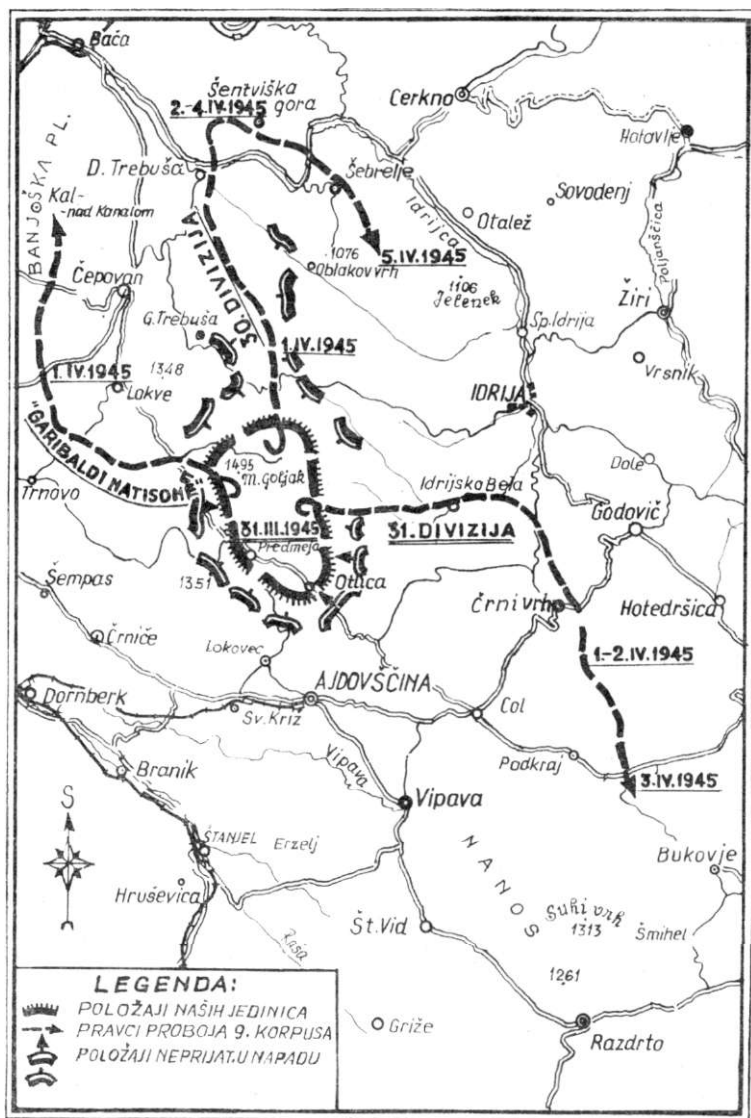 Bača
Šentviška
gora
2.-4.IV.1945
Cerkno
Hotavlje
BANJOŠKA PL.
D. Trebuša
Šebrelje
Kal-
-nad Kanalom
Idrijca
Otalež
Sovodenj
Poljanščica
30. DIVIZIJA
5.IV.1945
1076
Oblakov vrh
1106
Jelenek
Čepovan
G. Trebuša
Žiri
Sp. Idrija
1.IV.1945
1.IV.1945
1348
Lokve
Vrsnik
IDRIJA
"GARIBALDI NATISONE"
1495
M. Goljak
Trnovo
Idrijska Bela
Dole
Godovič
31.III.1945
31. DIVIZIJA
Predmeja
Šempas
1351
Otlica
Črni vrh
Hotedršica
Črniče
Lokovec
1.-2.IV.1945
AJDOVŠČINA
Dornberk
Sv. Križ
Col
Podkraj
Vipava
3.IV.1945
Branik
Vipava
S
ŠTANJEL
Erzelj
Bukovje
NANOS
Hruševica
Suhi vrh
1313
Šmihel
Št. Vid
Raša
1261
LEGENDA:
POLOŽAJI NAŠIH JEDINICA
PRAVCI PROBOJA 9. KORPUSA
POLOŽAJI NEPRIJAT. U NAPADU
Griže
Razdrto